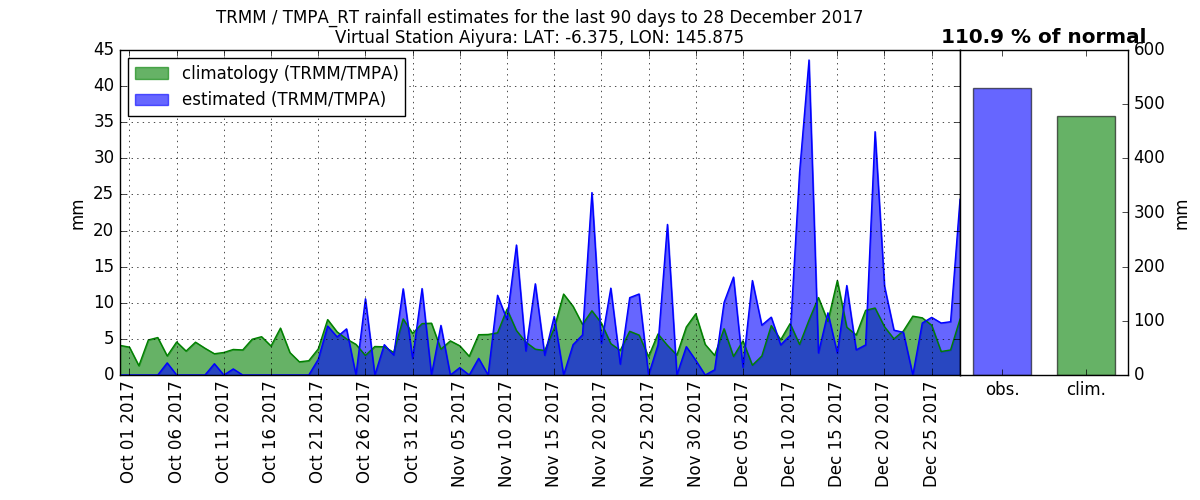 TRMM / TMPA_RT rainfall estimates for the last 90 days to 28 December 2017
Virtual Station Aiyura: LAT: -6.375, LON: 145.875
110.9 % of normal
climatology (TRMM/TMPA)
estimated (TRMM/TMPA)
45
40
35
30
25
20
15
10
5
0
mm
Oct 01 2017
Oct 06 2017
Oct 11 2017
Oct 16 2017
Oct 21 2017
Oct 26 2017
Oct 31 2017
Nov 05 2017
Nov 10 2017
Nov 15 2017
Nov 20 2017
Nov 25 2017
Nov 30 2017
Dec 05 2017
Dec 10 2017
Dec 15 2017
Dec 20 2017
Dec 25 2017
obs.
clim.
600
500
400
300
200
100
0
mm